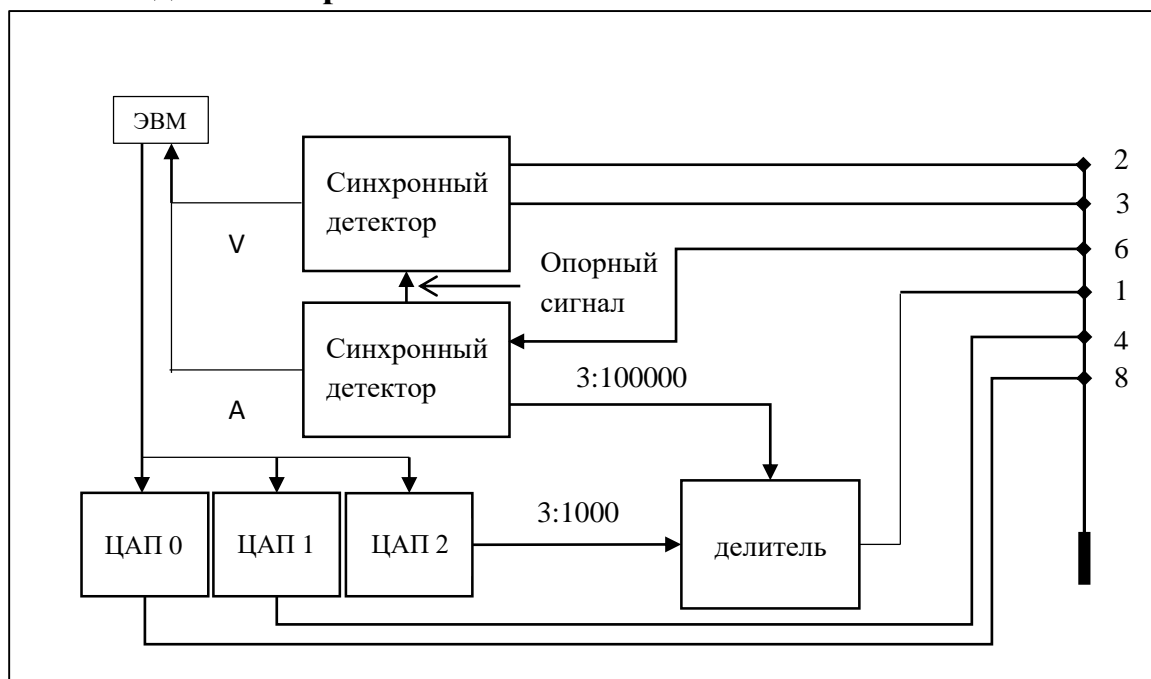 ЭВМ
Синхронный
детектор
V
Опорный
сигнал
Синхронный
детектор
A
3:100000
3:1000
ЦАП 0
ЦАП 1
ЦАП 2
делитель
2
3
6
1
4
8